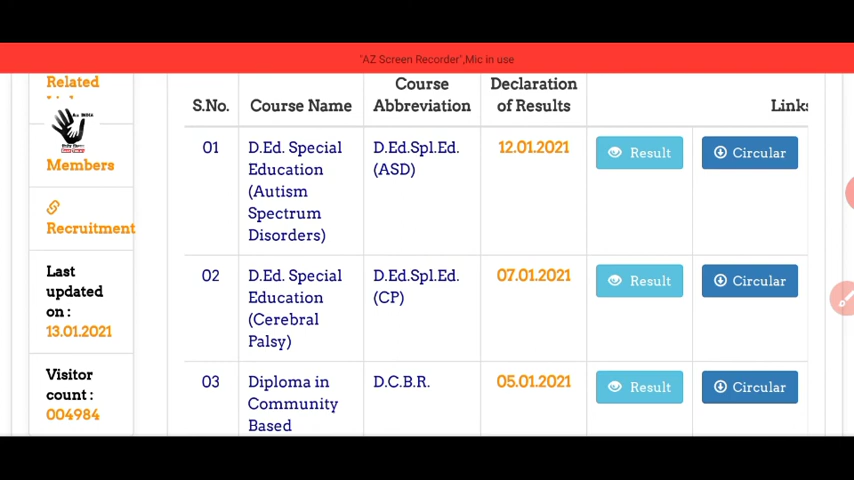 "AZ Screen Recorder",Mic in use
Related
Members
Recruitment
Last
updated
on :
13.01.2021
Visitor
count :
004984
S.No.
Course Name
Course
Abbreviation
Declaration
of Results
Links
01
D.Ed. Special
Education
(Autism
Spectrum
Disorders)
D.Ed.Spl.Ed.
(ASD)
12.01.2021
Result
Circular
02
D.Ed. Special
Education
(Cerebral
Palsy)
D.Ed.Spl.Ed.
(CP)
07.01.2021
Result
Circular
03
Diploma in
Community
Based
D.C.B.R.
05.01.2021
Result
Circular